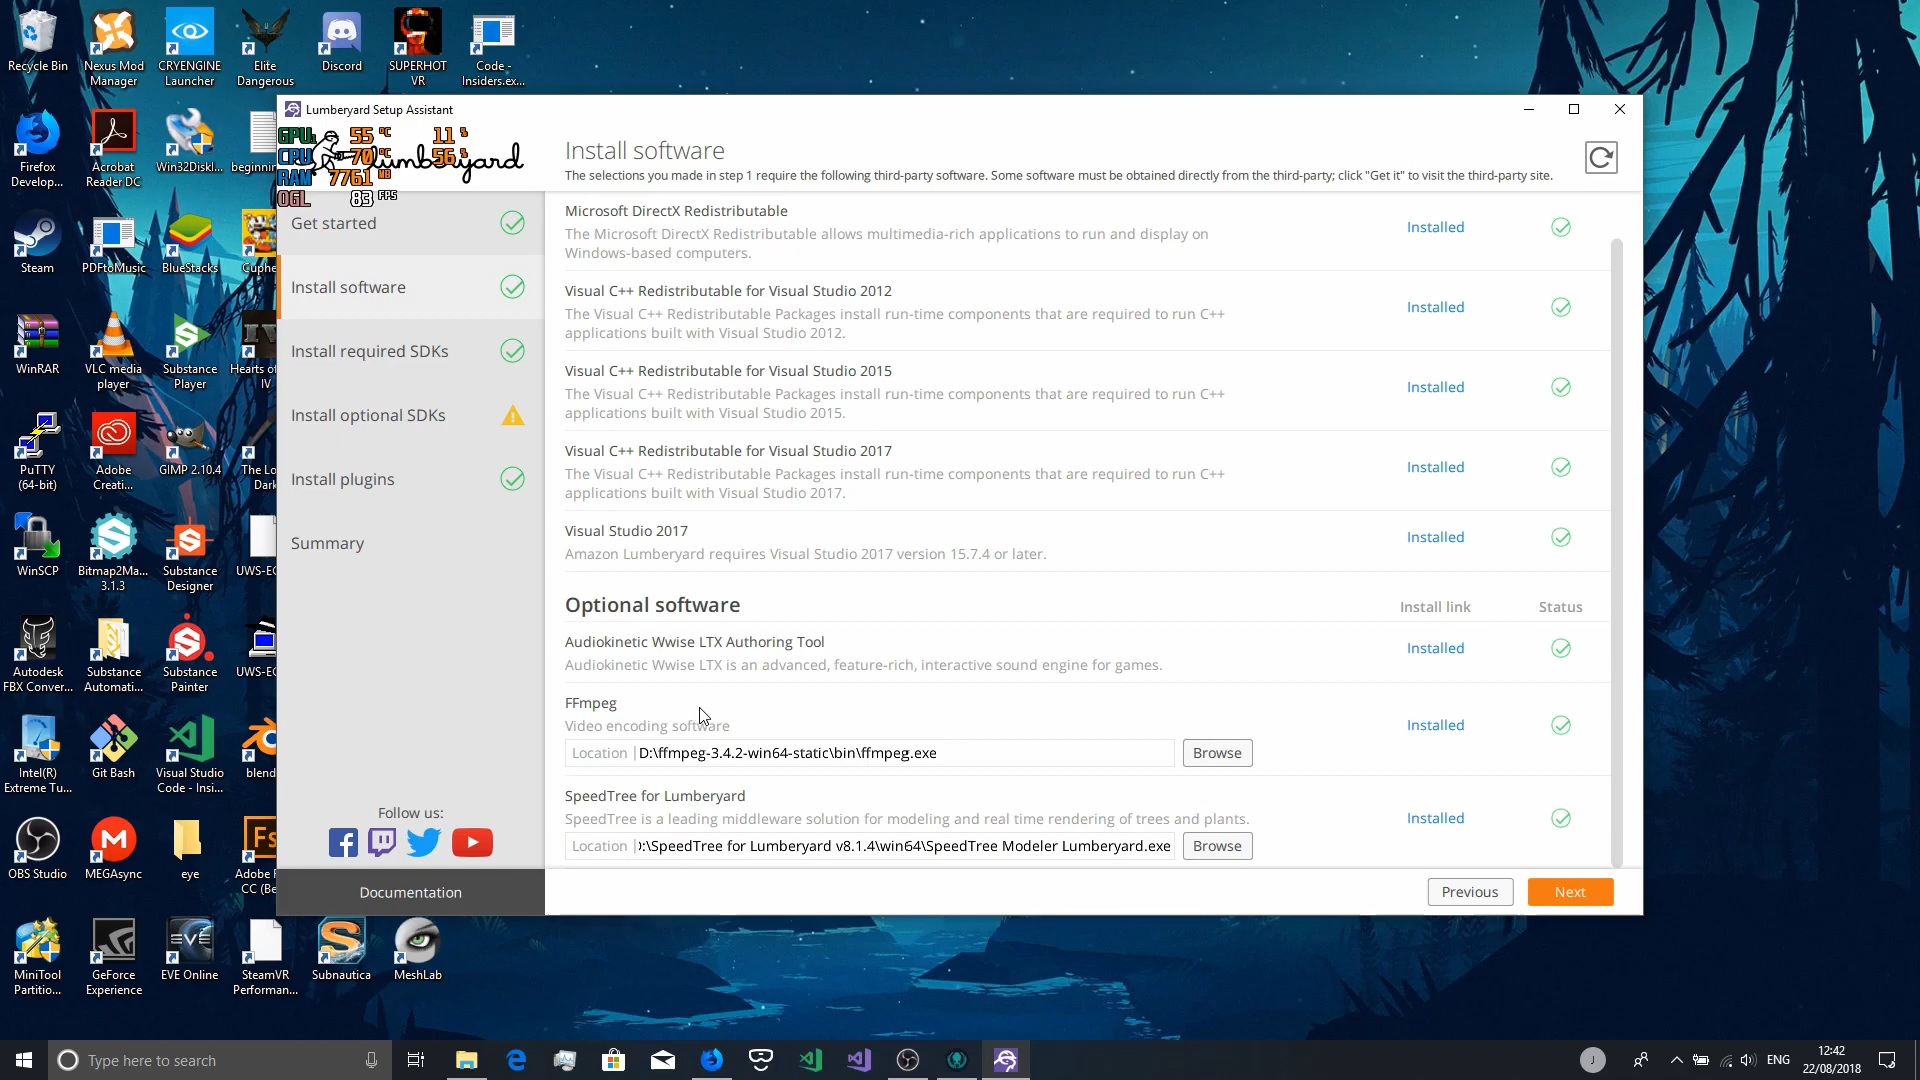 Recycle Bin
Nexus Mod
Manager
CRYENGINE
Launcher
Elite
Dangerous
Discord
SUPERHOT
VR
Code -
Insiders.ex...
Firefox
Develop...
Acrobat
Reader DC
Win32Diskl...
beginnin
Steam
PDFtoMusic
BlueStacks
Cuphe
WinRAR
VLC media
player
Substance
Player
Hearts of
IV
PuTTY
(64-bit)
Adobe
Creati...
GIMP 2.10.4
The Lo
Dark
WinSCP
Bitmap2Ma...
3.1.3
Substance
Designer
UWS-EC
Autodesk
FBX Conver...
Substance
Automati...
Substance
Painter
UWS-EC
Intel(R)
Extreme Tu...
Git Bash
Visual Studio
Code - Insi...
blend
OBS Studio
MEGAsync
eye
Adobe F
CC (Be
MiniTool
Partitio...
GeForce
Experience
EVE Online
SteamVR
Performan...
Subnautica
MeshLab
Lumberyard Setup Assistant
GPU 55 °C 11 %
CPU 70 °C 56 %
RAM 7761 MB
OGL 83 FPS
lumberyard
Get started
Install software
Install required SDKs
Install optional SDKs
Install plugins
Summary
Follow us:
Documentation
Install software
The selections you made in step 1 require the following third-party software. Some software must be obtained directly from the third-party; click "Get it" to visit the third-party site.
Microsoft DirectX Redistributable
The Microsoft DirectX Redistributable allows multimedia-rich applications to run and display on
Windows-based computers.
Installed
Visual C++ Redistributable for Visual Studio 2012
The Visual C++ Redistributable Packages install run-time components that are required to run C++
applications built with Visual Studio 2012.
Installed
Visual C++ Redistributable for Visual Studio 2015
The Visual C++ Redistributable Packages install run-time components that are required to run C++
applications built with Visual Studio 2015.
Installed
Visual C++ Redistributable for Visual Studio 2017
The Visual C++ Redistributable Packages install run-time components that are required to run C++
applications built with Visual Studio 2017.
Installed
Visual Studio 2017
Amazon Lumberyard requires Visual Studio 2017 version 15.7.4 or later.
Installed
Optional software
Install link
Status
Audiokinetic Wwise LTX Authoring Tool
Audiokinetic Wwise LTX is an advanced, feature-rich, interactive sound engine for games.
Installed
FFmpeg
Video encoding software
Installed
Location | D:\ffmpeg-3.4.2-win64-static\bin\ffmpeg.exe
Browse
SpeedTree for Lumberyard
SpeedTree is a leading middleware solution for modeling and real time rendering of trees and plants.
Installed
Location | ):\SpeedTree for Lumberyard v8.1.4\win64\SpeedTree Modeler Lumberyard.exe
Browse
Previous
Next
Type here to search
J
ENG
12:42
22/08/2018